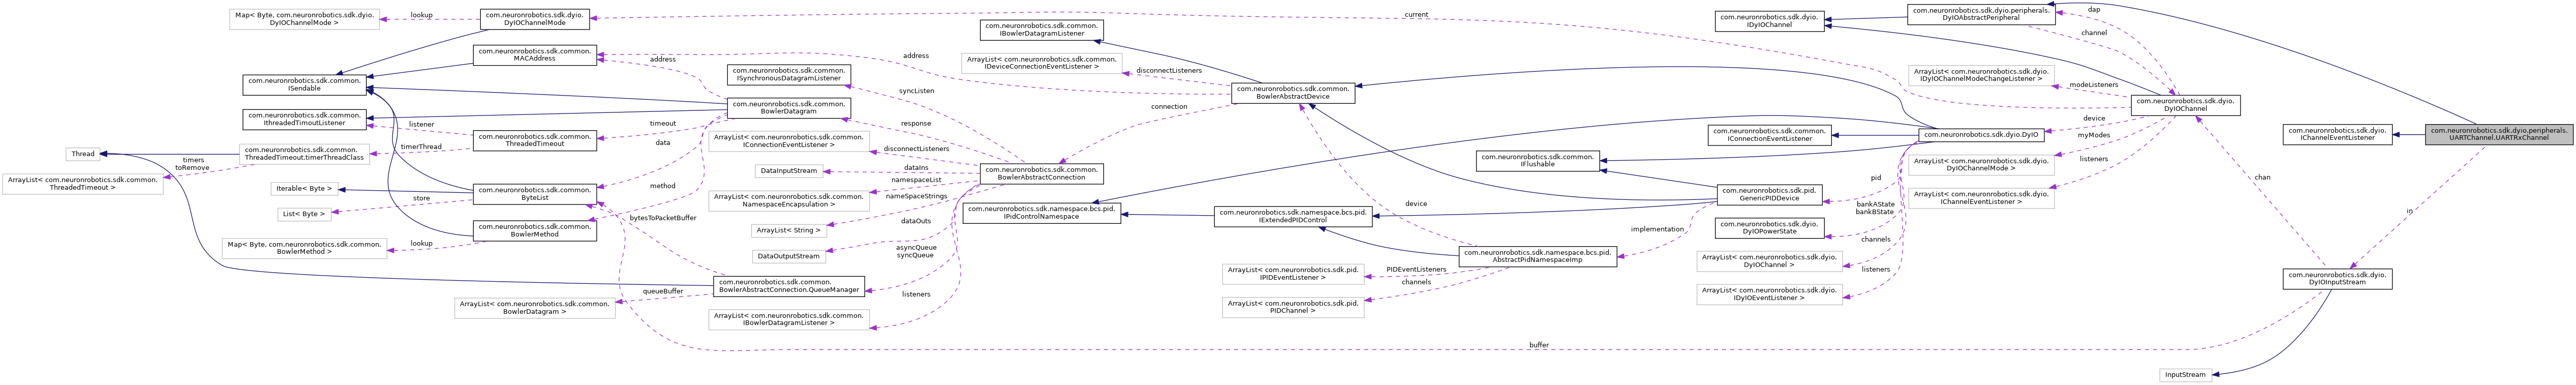 Map< Byte, com.neuronrobotics.sdk.dyio.
DyIOChannelMode >
lookup
com.neuronrobotics.sdk.dyio.
DyIOChannelMode
com.neuronrobotics.sdk.common.
MACAddress
address
com.neuronrobotics.sdk.common.
ISendable
com.neuronrobotics.sdk.common.
IthreadedTimoutListener
listener
com.neuronrobotics.sdk.common.
ThreadedTimeout
timerThread
com.neuronrobotics.sdk.common.
ThreadedTimeout.timerThreadClass
Thread
timers
toRemove
ArrayList< com.neuronrobotics.sdk.common.
ThreadedTimeout >
Iterable< Byte >
List< Byte >
store
com.neuronrobotics.sdk.common.
ByteList
com.neuronrobotics.sdk.common.
BowlerMethod
Map< Byte, com.neuronrobotics.sdk.common.
BowlerMethod >
lookup
ArrayList< com.neuronrobotics.sdk.common.
BowlerDatagram >
queueBuffer
bytesToPacketBuffer
timeout
data
method
com.neuronrobotics.sdk.common.
ISynchronousDatagramListener
com.neuronrobotics.sdk.common.
BowlerDatagram
ArrayList< com.neuronrobotics.sdk.common.
IConnectionEventListener >
DataInputStream
ArrayList< com.neuronrobotics.sdk.common.
NamespaceEncapsulation >
ArrayList< String >
DataOutputStream
com.neuronrobotics.sdk.common.
BowlerAbstractConnection.QueueManager
ArrayList< com.neuronrobotics.sdk.common.
IBowlerDatagramListener >
address
syncListen
response
disconnectListeners
dataIns
namespaceList
nameSpaceStrings
dataOuts
asyncQueue
syncQueue
listeners
com.neuronrobotics.sdk.common.
IBowlerDatagramListener
ArrayList< com.neuronrobotics.sdk.common.
IDeviceConnectionEventListener >
disconnectListeners
connection
com.neuronrobotics.sdk.common.
BowlerAbstractConnection
com.neuronrobotics.sdk.namespace.bcs.pid.
IPidControlNamespace
com.neuronrobotics.sdk.common.
BowlerAbstractDevice
com.neuronrobotics.sdk.namespace.bcs.pid.
IExtendedPIDControl
ArrayList< com.neuronrobotics.sdk.pid.
IPIDEventListener >
ArrayList< com.neuronrobotics.sdk.pid.
PIDChannel >
current
device
PIDEventListeners
channels
com.neuronrobotics.sdk.common.
IFlushable
com.neuronrobotics.sdk.namespace.bcs.pid.
AbstractPidNamespaceImp
implementation
buffer
com.neuronrobotics.sdk.dyio.
IDyIOChannel
com.neuronrobotics.sdk.common.
IConnectionEventListener
com.neuronrobotics.sdk.pid.
GenericPIDDevice
com.neuronrobotics.sdk.dyio.
DyIOPowerState
ArrayList< com.neuronrobotics.sdk.dyio.
DyIOChannel >
ArrayList< com.neuronrobotics.sdk.dyio.
IDyIOEventListener >
pid
bankAState
bankBState
channels
listeners
com.neuronrobotics.sdk.dyio.peripherals.
DyIOAbstractPeripheral
ArrayList< com.neuronrobotics.sdk.dyio.
IDyIOChannelModeChangeListener >
com.neuronrobotics.sdk.dyio.DyIO
ArrayList< com.neuronrobotics.sdk.dyio.
DyIOChannelMode >
ArrayList< com.neuronrobotics.sdk.dyio.
IChannelEventListener >
dap
channel
modeListeners
device
myModes
listeners
com.neuronrobotics.sdk.dyio.
DyIOChannel
chan
InputStream
com.neuronrobotics.sdk.dyio.
IChannelEventListener
com.neuronrobotics.sdk.dyio.
DyIOInputStream
in
com.neuronrobotics.sdk.dyio.peripherals.
UARTChannel.UARTRxChannel